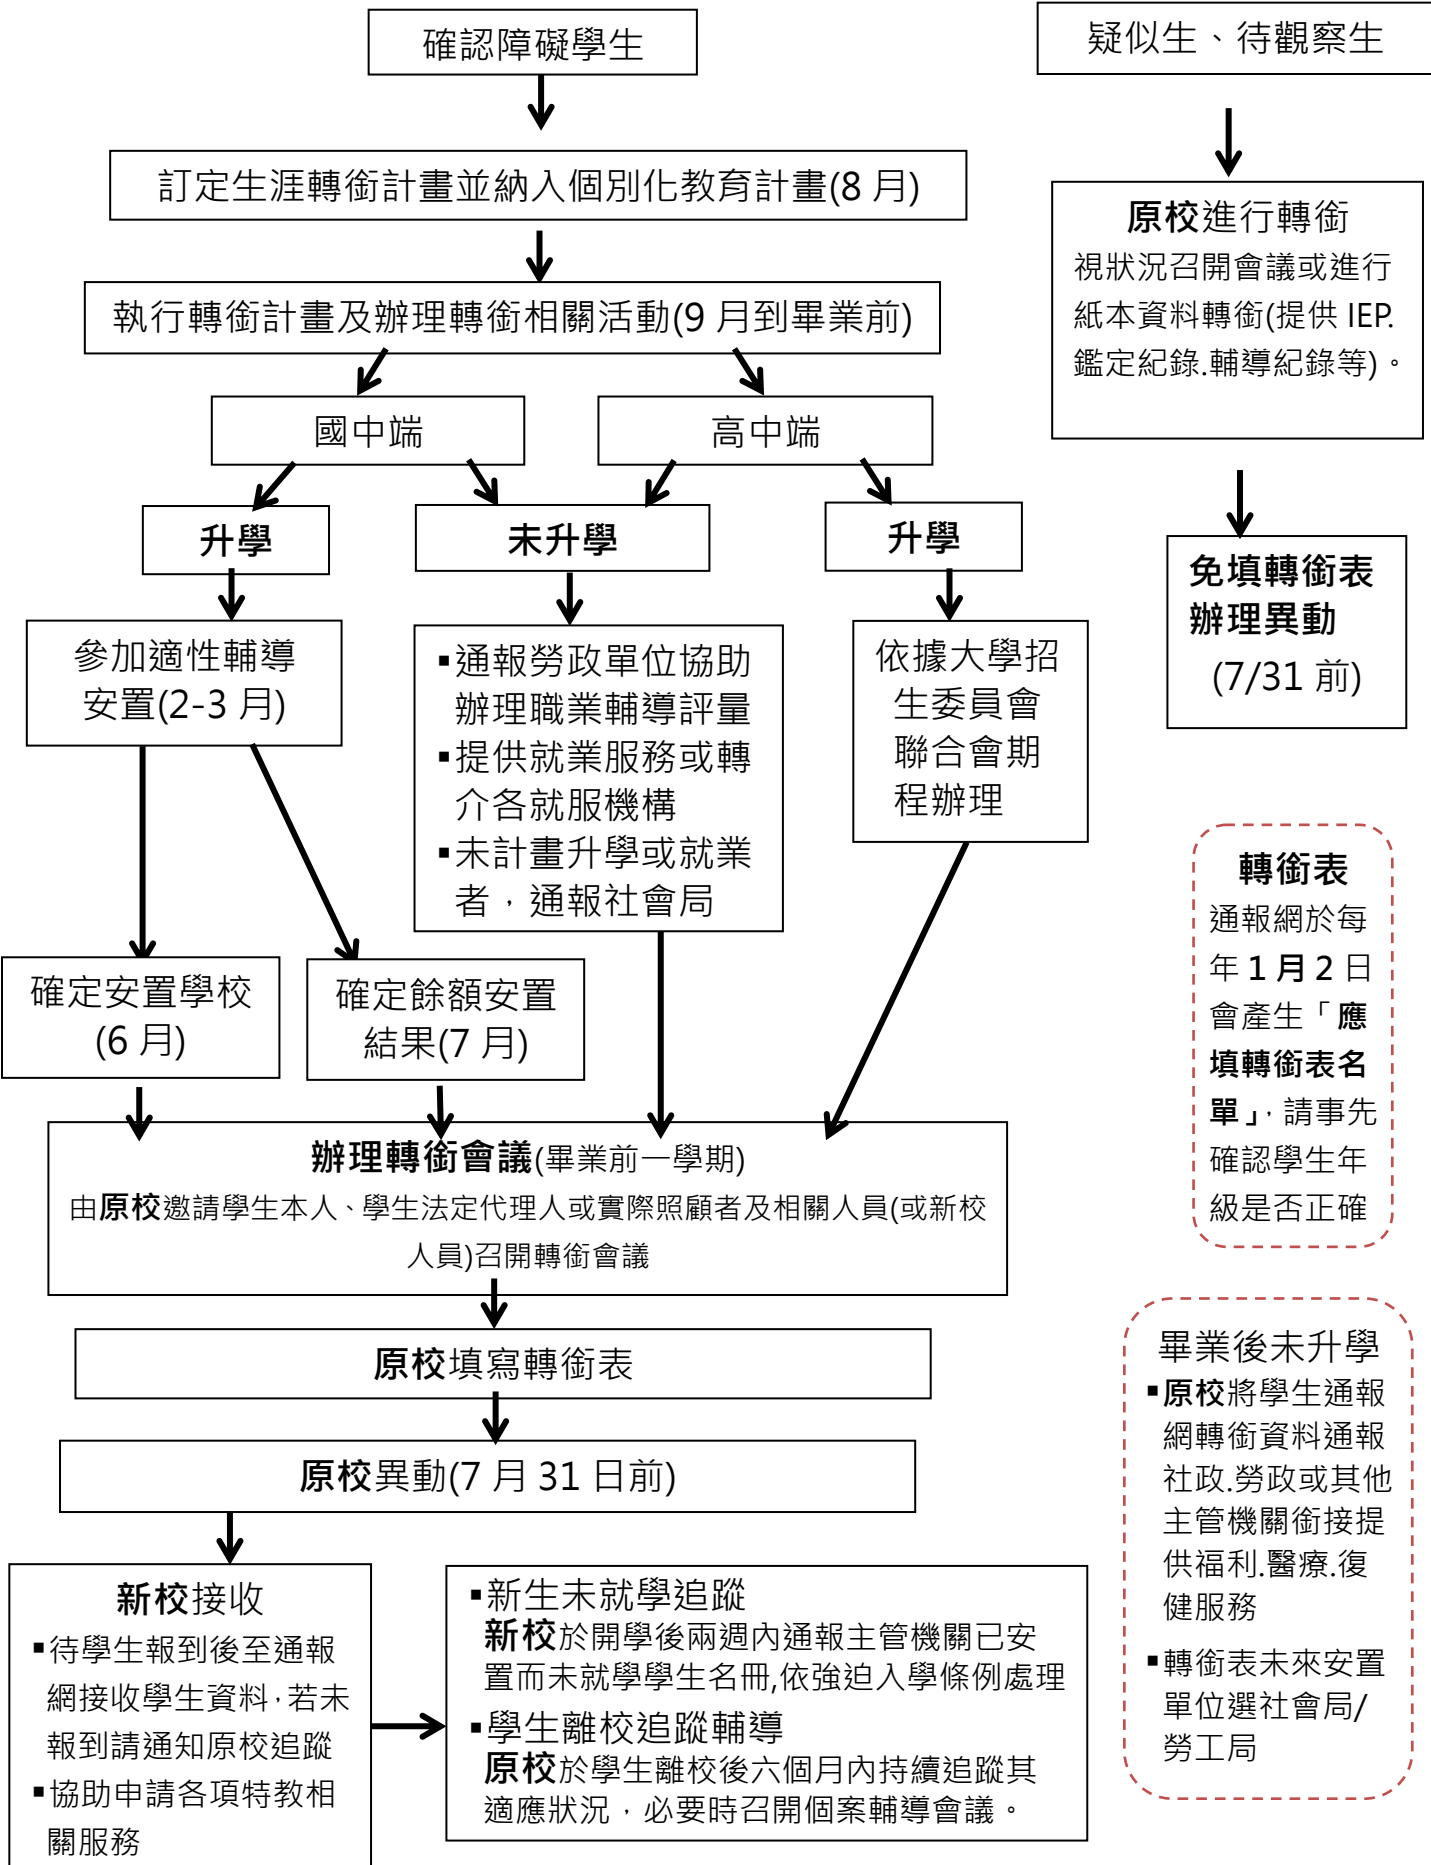 確認障礙學生
疑似生、待觀察生
訂定生涯轉銜計畫並納入個別化教育計畫(8 月)
原校進行轉銜
視狀況召開會議或進行
紙本資料轉銜(提供 IEP.
鑑定紀錄.輔導紀錄等)。
執行轉銜計畫及辦理轉銜相關活動(9 月到畢業前)
國中端
高中端
升學
未升學
升學
免填轉銜表
辦理異動
(7/31 前)
參加適性輔導
安置(2-3 月)
▪通報勞政單位協助
辦理職業輔導評量
▪提供就業服務或轉
介各就服機構
▪未計畫升學或就業
者，通報社會局
依據大學招
生委員會
聯合會期
程辦理
轉銜表
通報網於每
年 1 月 2 日
會產生「應
填轉銜表名
單」，請事先
確認學生年
級是否正確
確定安置學校
(6 月)
確定餘額安置
結果(7 月)
辦理轉銜會議(畢業前一學期)
由原校邀請學生本人、學生法定代理人或實際照顧者及相關人員(或新校
人員)召開轉銜會議
原校填寫轉銜表
原校異動(7 月 31 日前)
畢業後未升學
▪原校將學生通報
網轉銜資料通報
社政.勞政或其他
主管機關銜接提
供福利.醫療.復
健服務
▪轉銜表未來安置
單位選社會局/
勞工局
新校接收
▪待學生報到後至通報
網接收學生資料，若未
報到請通知原校追蹤
▪協助申請各項特教相
關服務
▪新生未就學追蹤
新校於開學後兩週內通報主管機關已安
置而未就學學生名冊,依強迫入學條例處理
▪學生離校追蹤輔導
原校於學生離校後六個月內持續追蹤其
適應狀況，必要時召開個案輔導會議。